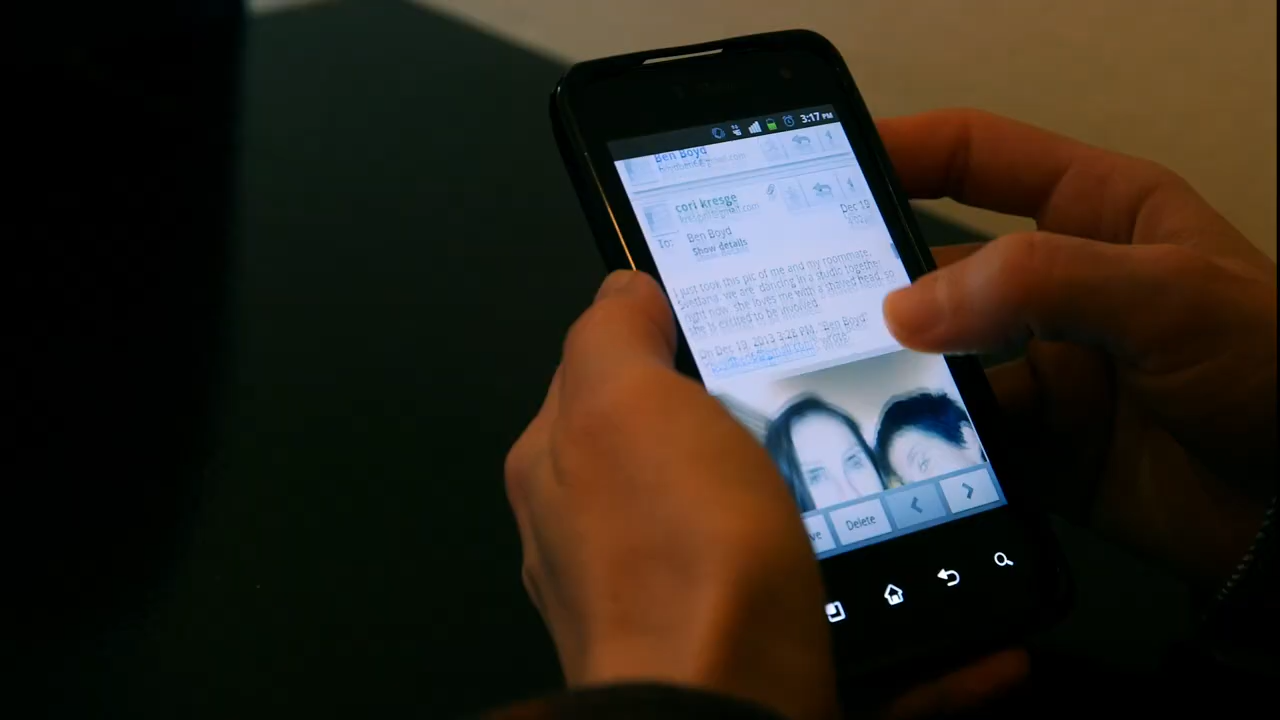 3:17 PM
Ben Boyd
cori kresge
Dec 19
To: Ben Boyd
Show details
I just took this pic of me and my roommate,
Svetlana. we are dancing in a studio together
right now. she loves me with a shaved head, so
she is excited to be involved.
On Dec 19, 2013 3:28 PM, "Ben Boyd"
wrote:
ve Delete